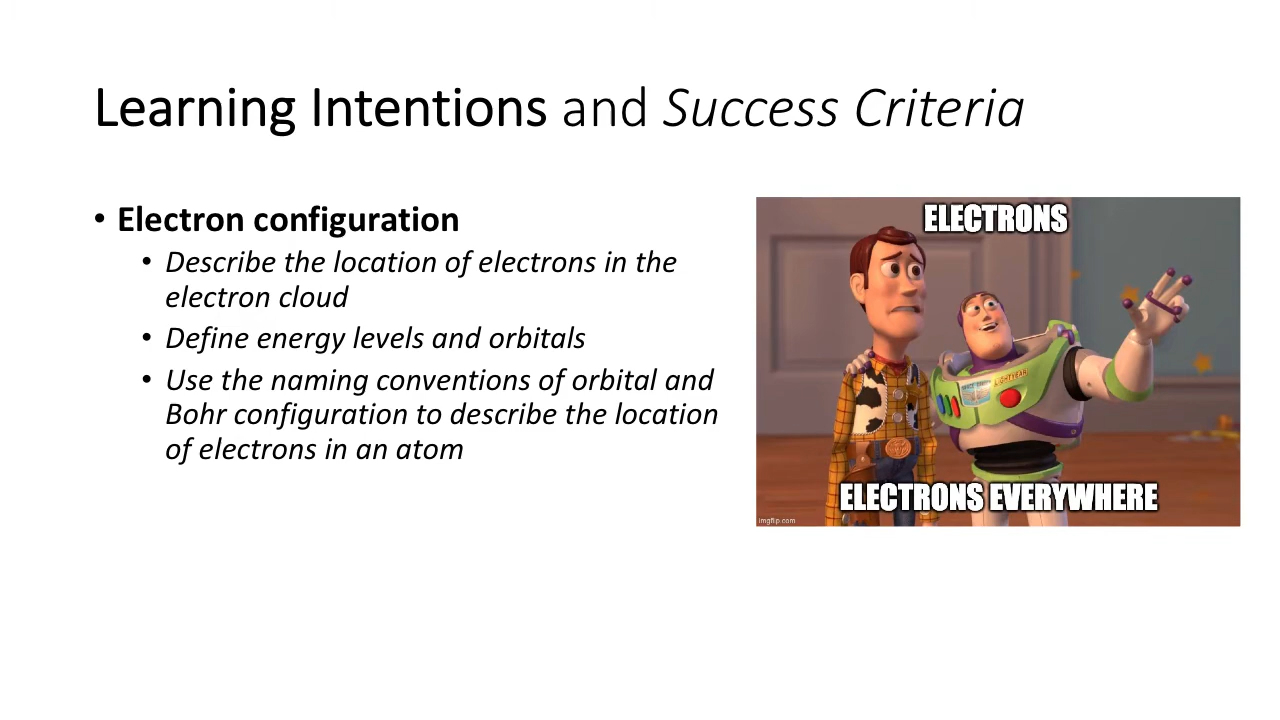 Learning Intentions and Success Criteria
• Electron configuration
• Describe the location of electrons in the
electron cloud
• Define energy levels and orbitals
• Use the naming conventions of orbital and
Bohr configuration to describe the location
of electrons in an atom
ELECTRONS
LIGHTYEAR
ELECTRONS EVERYWHERE
imgflip.com